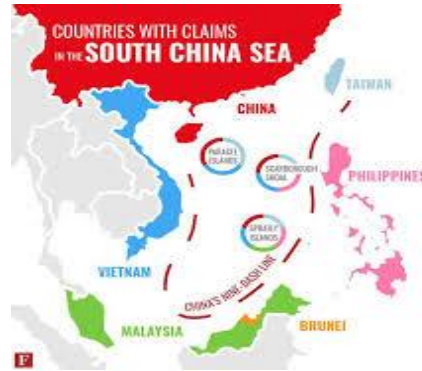 COUNTRIES WITH CLAIMS
IN THE SOUTH CHINA SEA
TAIWAN
CHINA
PARACEL
ISLANDS
SCARBOROUGH
SHOAL
PHILIPPINES
SPRATLY
ISLANDS
VIETNAM
CHINA'S NINE-DASH LINE
MALAYSIA
BRUNEI
F